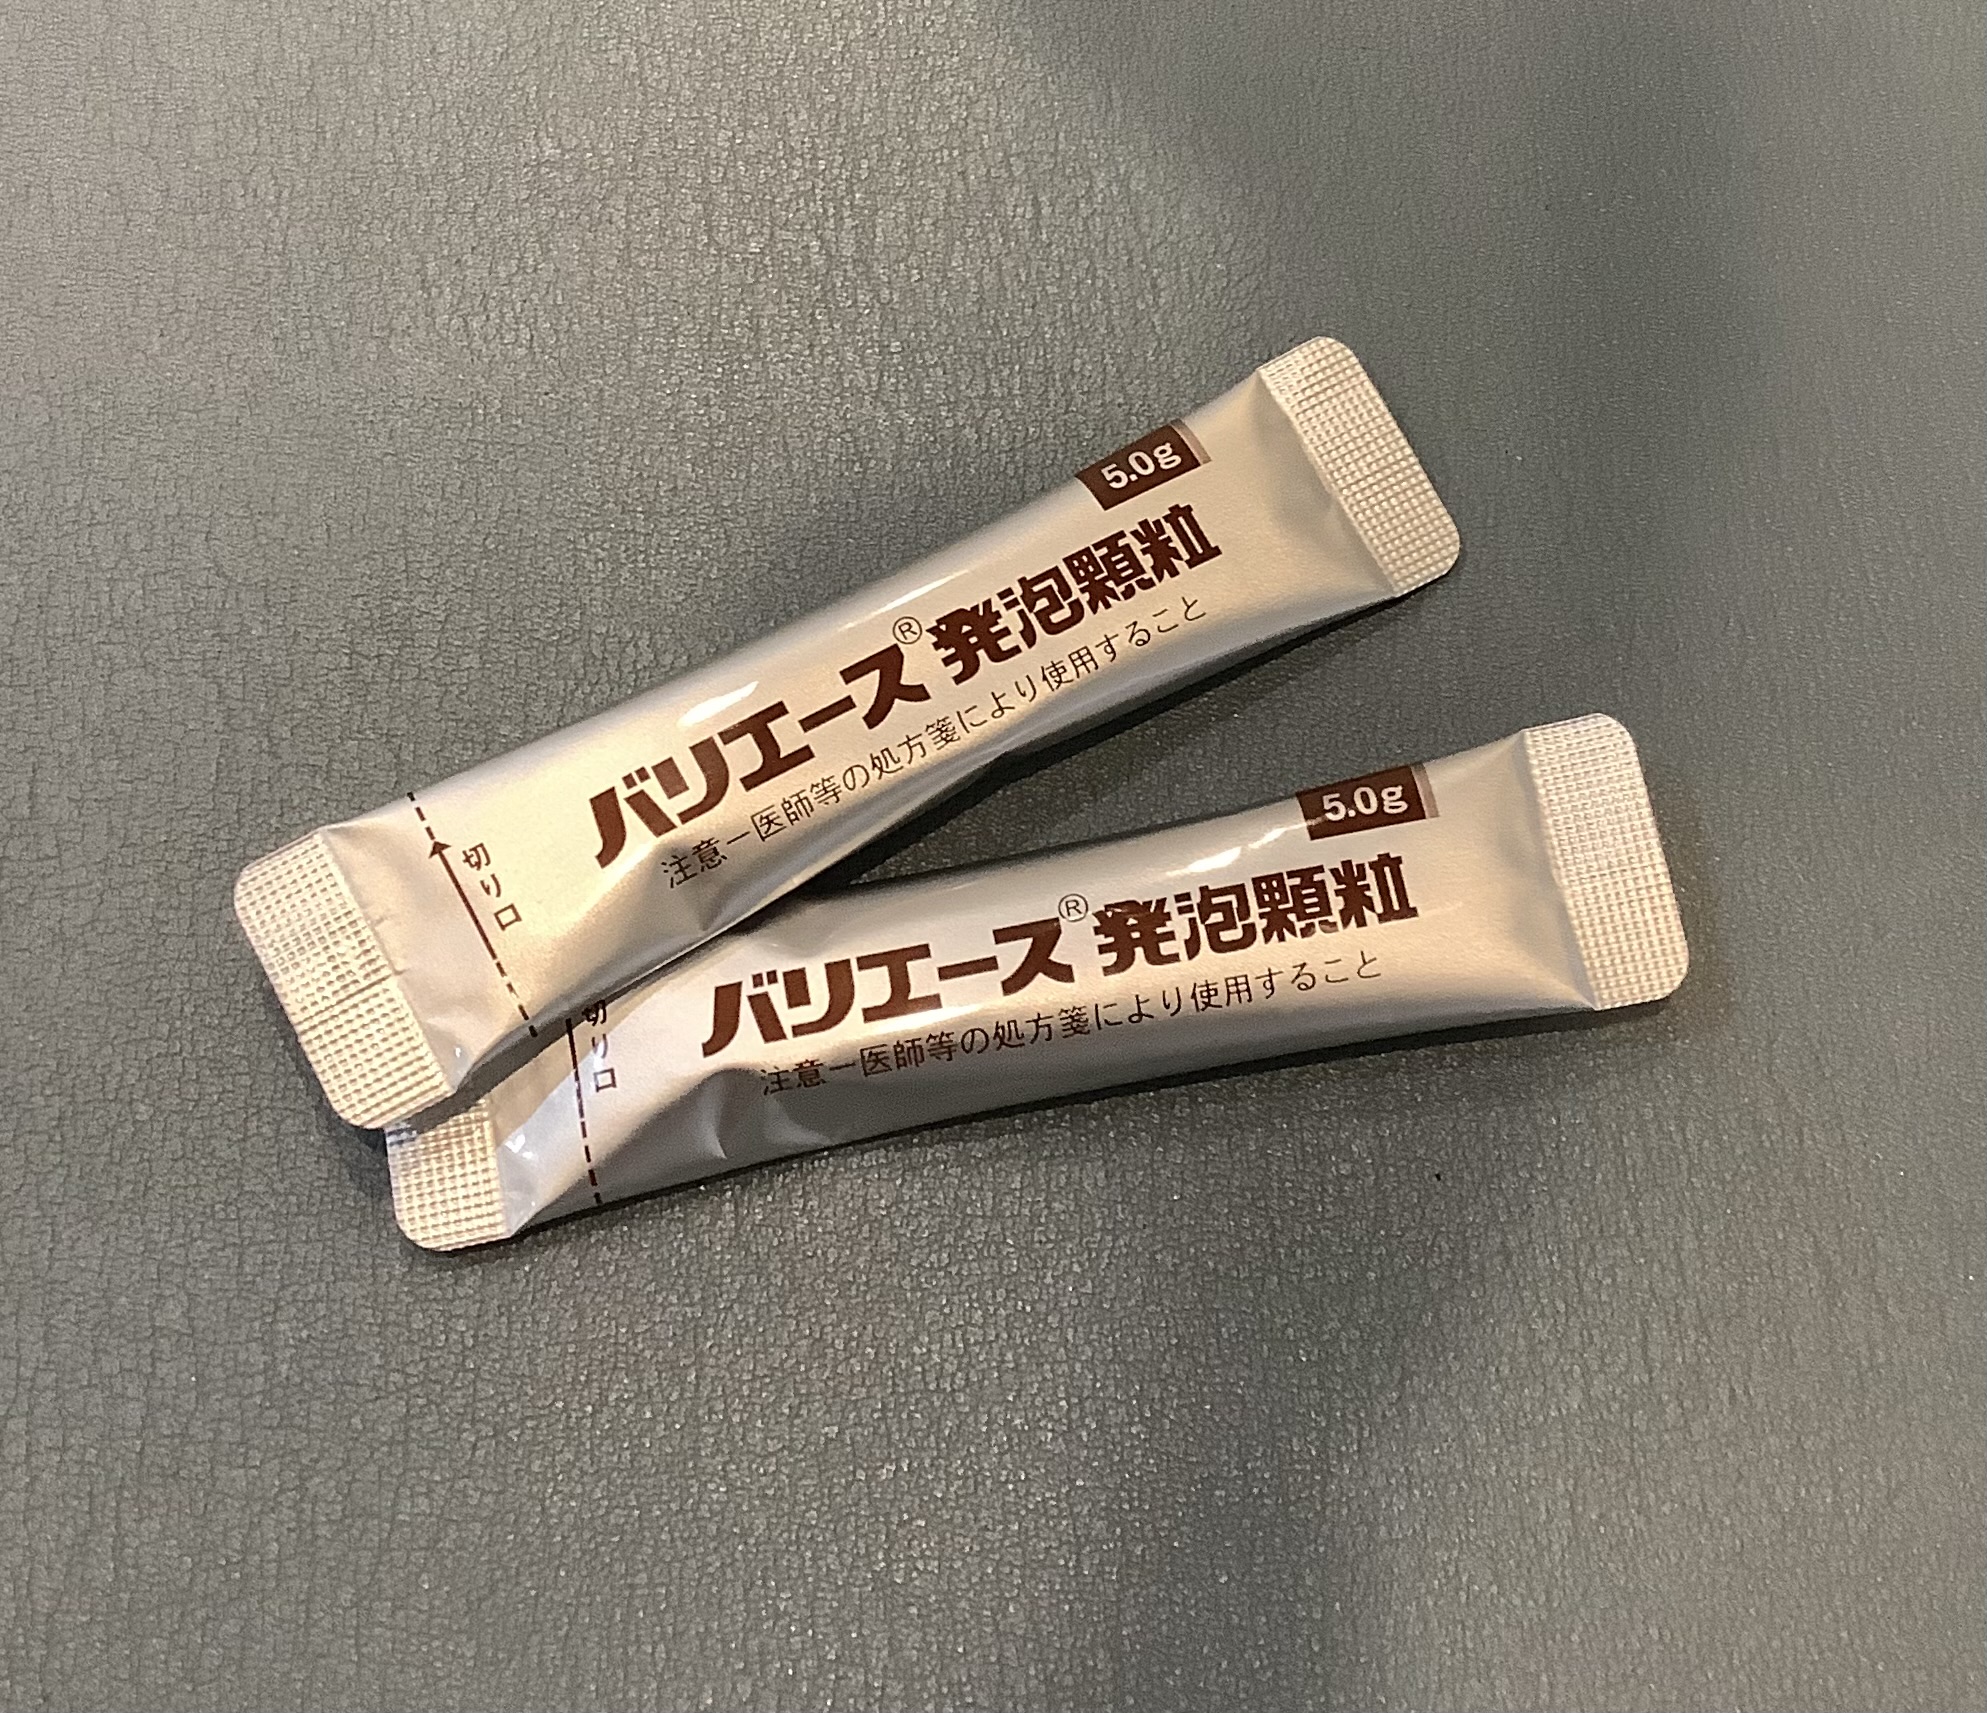 5.0g
バリエース®発泡顆粒
注意ー医師等の処方箋により使用すること
切り口
5.0g
バリエース®発泡顆粒
注意ー医師等の処方箋により使用すること
切り口